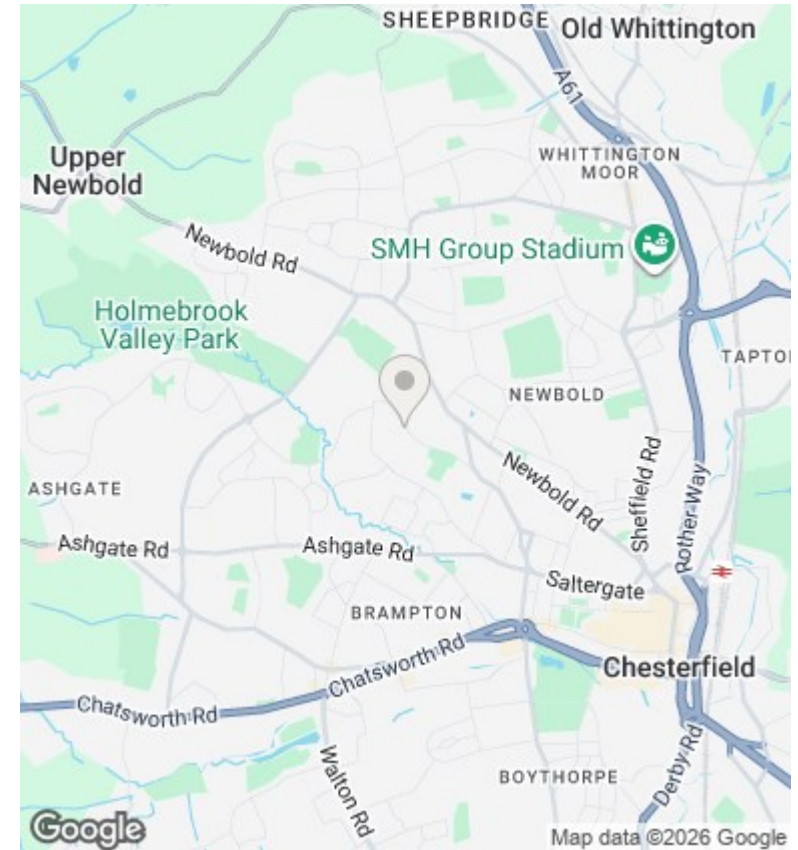 SHEEPBRIDGE
Old Whittington
A61
WHITTINGTON
MOOR
Upper
Newbold
Newbold Rd
SMH Group Stadium
Holmebrook
Valley Park
TAPTO
NEWBOLD
Newbold Rd
Sheffield Rd
Rother Way
ASHGATE
Ashgate Rd
Ashgate Rd
Saltergate
BRAMPTON
Chatsworth Rd
Chesterfield
Chatsworth Rd
Walton Rd
BOYTHORPE
Derby Rd
Google
Map data ©2026 Google